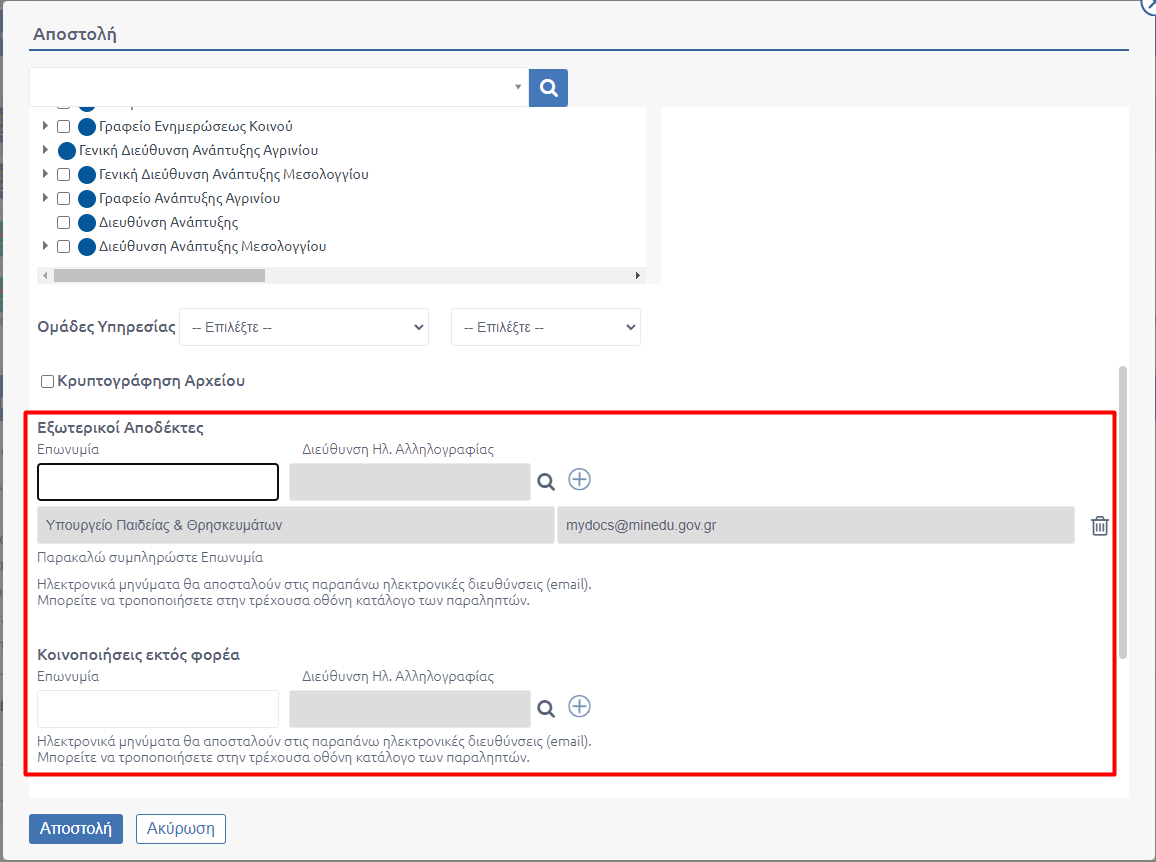 Αποστολή
Γραφείο Ενημερώσεως Κοινού
Γενική Διεύθυνση Ανάπτυξης Αγρινίου
Γενική Διεύθυνση Ανάπτυξης Μεσολογγίου
Γραφείο Ανάπτυξης Αγρινίου
Διευθύνση Ανάπτυξης
Διεύθυνση Ανάπτυξης Μεσολογγίου
Ομάδες Υπηρεσίας -- Επιλέξτε -- -- Επιλέξτε --
Κρυπτογράφηση Αρχείου
Εξωτερικοί Αποδέκτες
Επωνυμία Διεύθυνση Ηλ. Αλληλογραφίας
Υπουργείο Παιδείας & Θρησκευμάτων mydocs@minedu.gov.gr
Παρακαλώ συμπληρώστε Επωνυμία
Ηλεκτρονικά μηνύματα θα αποσταλούν στις παραπάνω ηλεκτρονικές διευθύνσεις (email).
Μπορείτε να τροποποιήσετε στην τρέχουσα οθόνη κατάλογο των παραληπτών.
Κοινοποιήσεις εκτός φορέα
Επωνυμία Διεύθυνση Ηλ. Αλληλογραφίας
Ηλεκτρονικά μηνύματα θα αποσταλούν στις παραπάνω ηλεκτρονικές διευθύνσεις (email).
Μπορείτε να τροποποιήσετε στην τρέχουσα οθόνη κατάλογο των παραληπτών.
Αποστολή Ακύρωση